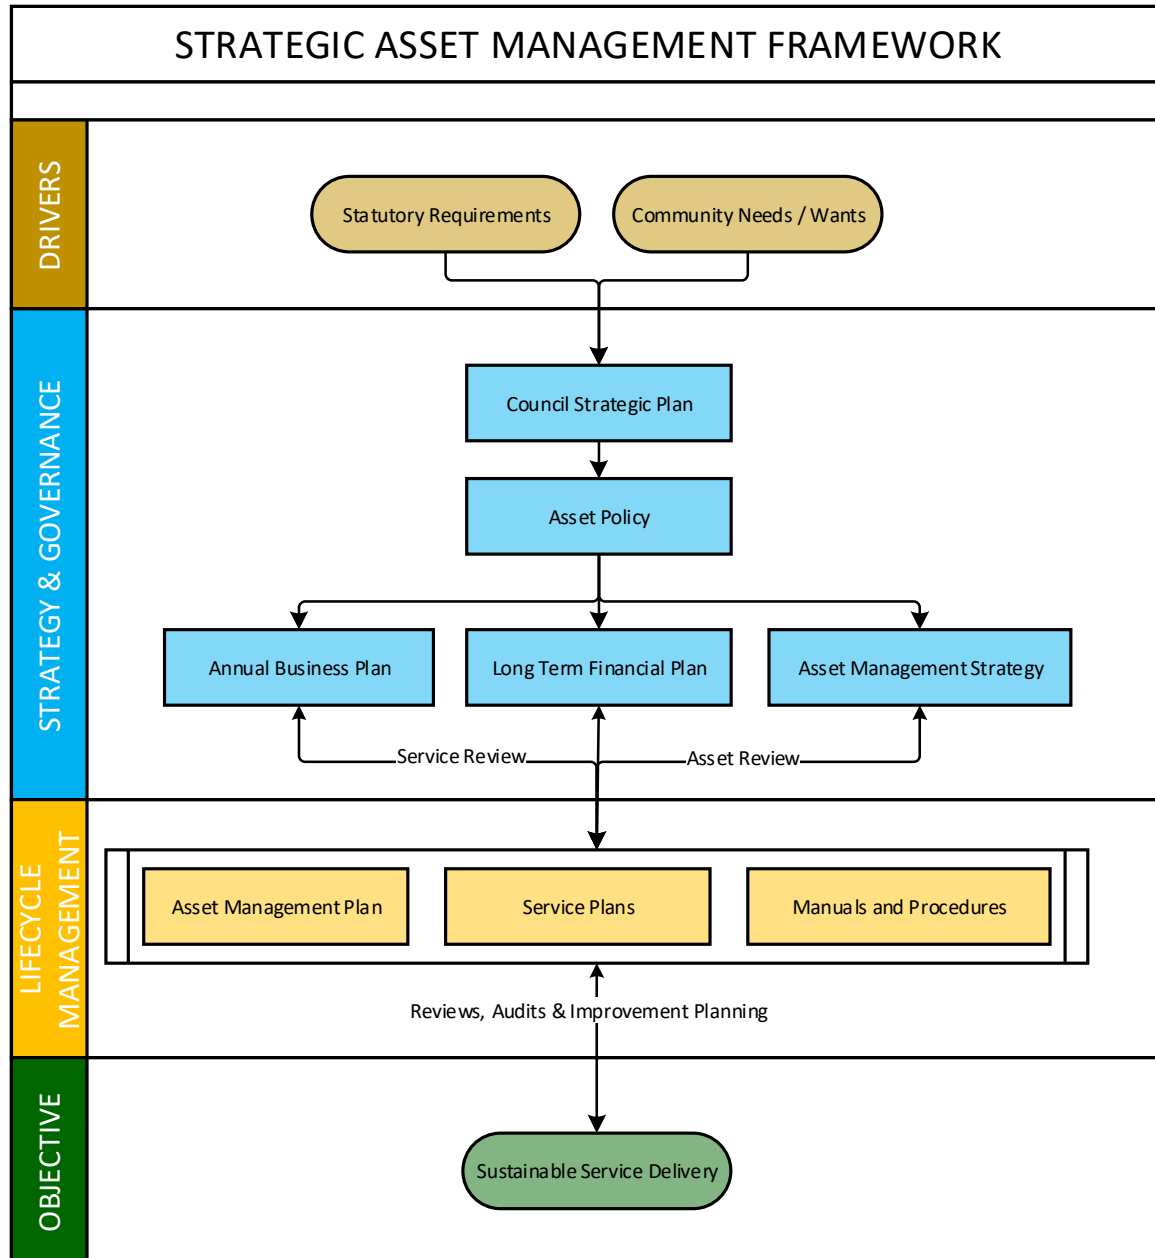 STRATEGIC ASSET MANAGEMENT FRAMEWORK
DRIVERS
Statutory Requirements
Community Needs / Wants
STRATEGY & GOVERNANCE
Council Strategic Plan
Asset Policy
Annual Business Plan
Long Term Financial Plan
Asset Management Strategy
Service Review
Asset Review
LIFECYCLE
MANAGEMENT
Asset Management Plan
Service Plans
Manuals and Procedures
Reviews, Audits & Improvement Planning
OBJECTIVE
Sustainable Service Delivery